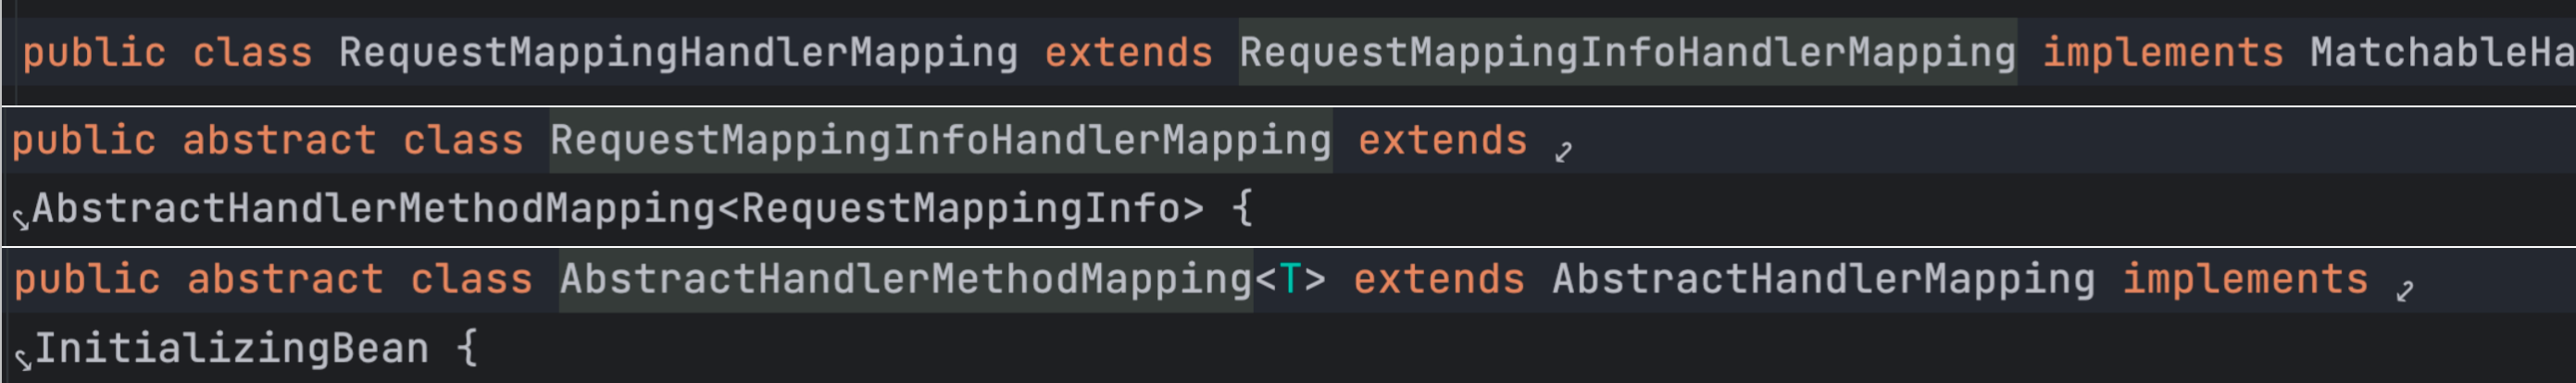 public class RequestMappingHandlerMapping extends RequestMappingInfoHandlerMapping implements MatchableHa
public abstract class RequestMappingInfoHandlerMapping extends
AbstractHandlerMethodMapping<RequestMappingInfo> {
public abstract class AbstractHandlerMethodMapping<T> extends AbstractHandlerMapping implements
InitializingBean {